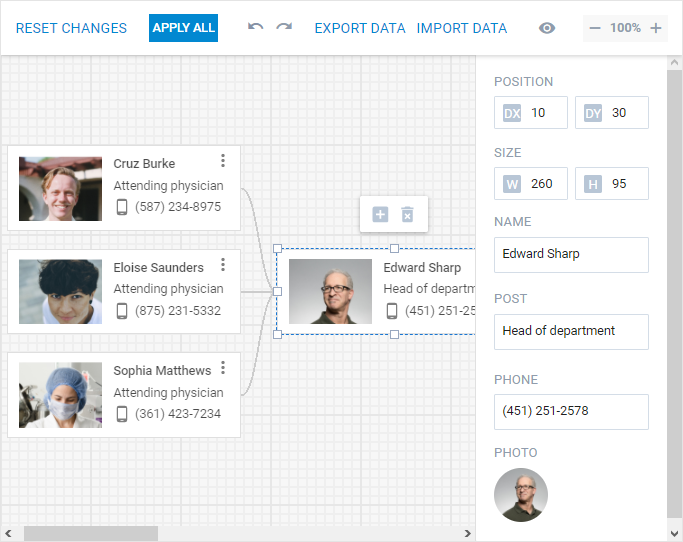 RESET CHANGES
APPLY ALL
EXPORT DATA
IMPORT DATA
100%
Cruz Burke
Attending physician
(587) 234-8975
Eloise Saunders
Attending physician
(875) 231-5332
Sophia Matthews
Attending physician
(361) 423-7234
Edward Sharp
Head of departm
(451) 251-25
POSITION
DX 10
DY 30
SIZE
W 260
H 95
NAME
Edward Sharp
POST
Head of department
PHONE
(451) 251-2578
PHOTO